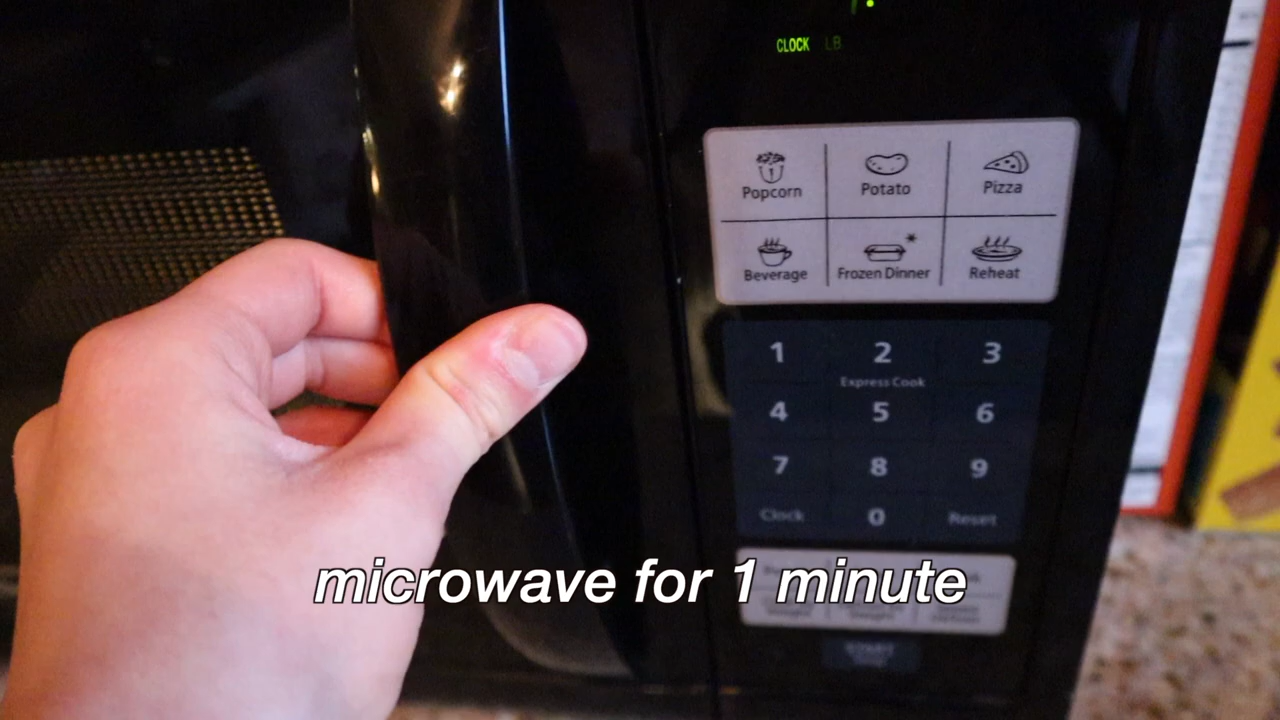 CLOCK LB
Popcorn Potato Pizza
Beverage Frozen Dinner * Reheat
1 2 3
Express Cook
4 5 6
7 8 9
Clock 0 Reset
microwave for 1 minute
START